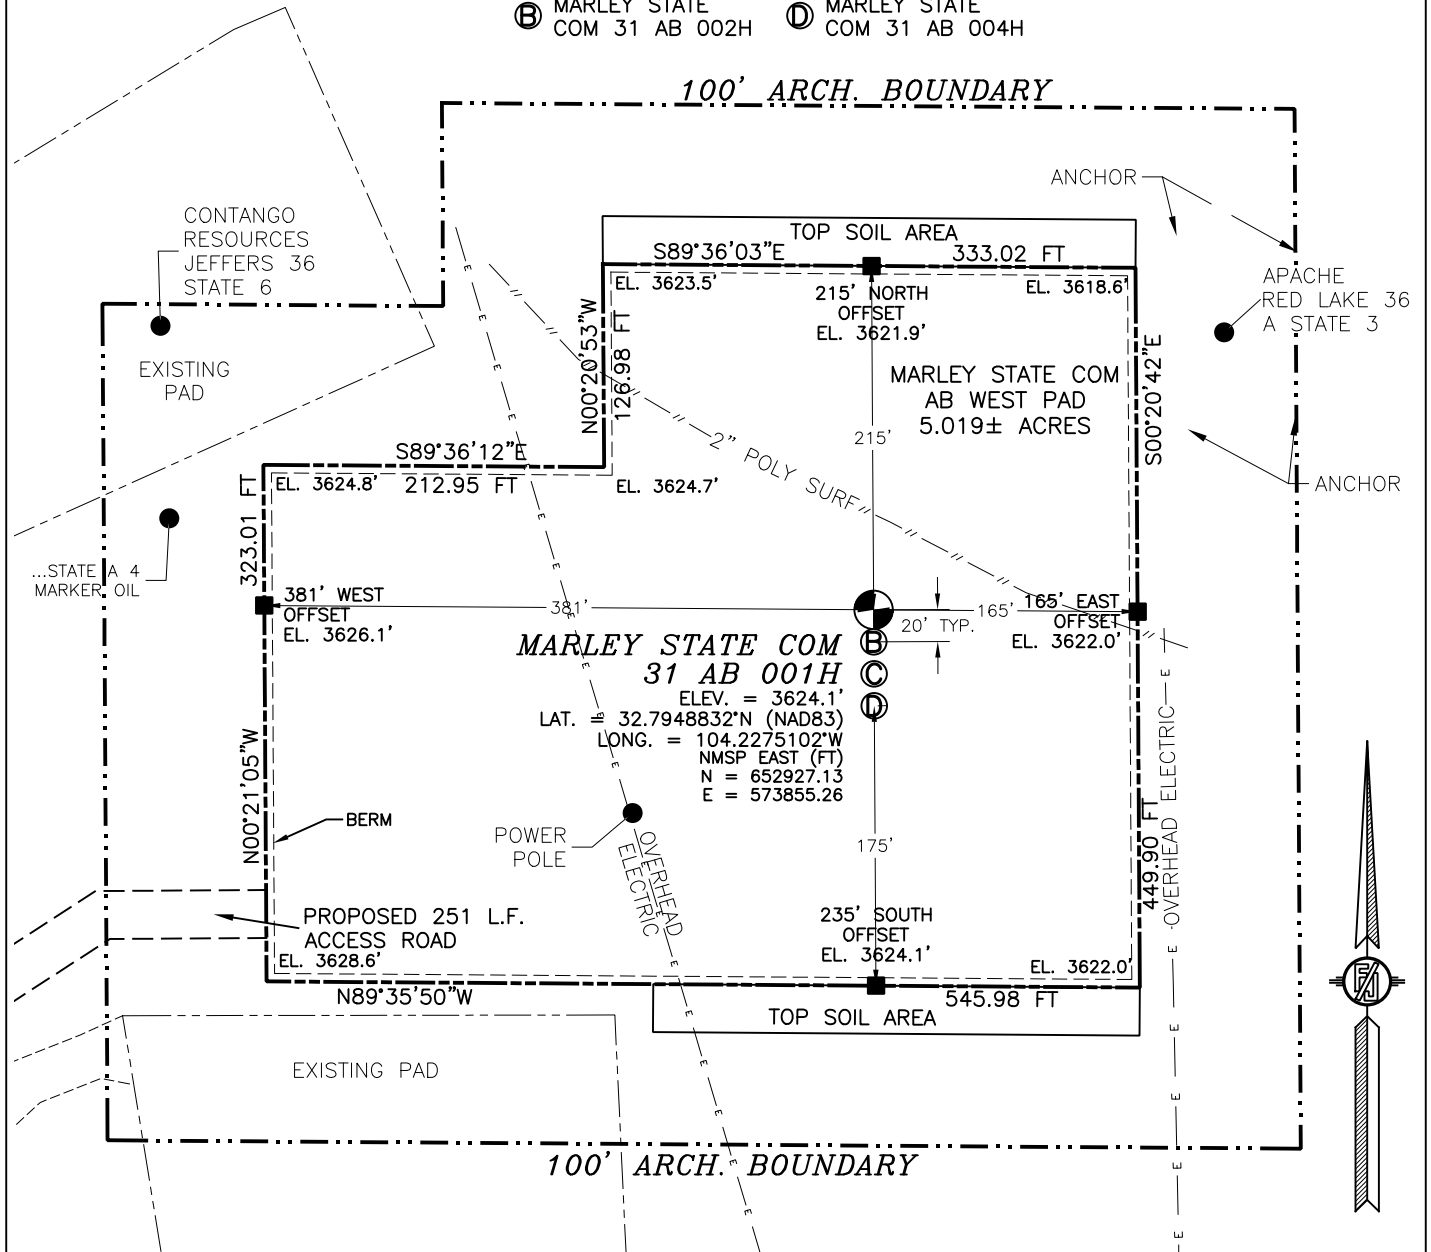 MARLEY STATE
COM 31 AB 002H
B
MARLEY STATE
COM 31 AB 004H
D
100' ARCH. BOUNDARY
ANCHOR
CONTANGO
RESOURCES
JEFFERS 36
STATE 6
TOP SOIL AREA
S89°36'03"E
333.02 FT
EL. 3623.5'
EL. 3618.6'
215' NORTH
OFFSET
EL. 3621.9'
APACHE
RED LAKE 36
A STATE 3
N00°20'53"W
126.98 FT
S00°20'42"E
EXISTING
PAD
MARLEY STATE COM
AB WEST PAD
5.019± ACRES
215'
S89°36'12"E
212.95 FT
2" POLY SURF
EL. 3624.8'
EL. 3624.7'
ANCHOR
323.01 FT
...STATE A 4
MARKER OIL
381' WEST
OFFSET
EL. 3626.1'
381'
165'
165' EAST
OFFSET
EL. 3622.0'
20' TYP.
B
C
D
MARLEY STATE COM
31 AB 001H
ELEV. = 3624.1'
LAT. = 32.7948832°N (NAD83)
LONG. = 104.2275102°W
NMSP EAST (FT)
N = 652927.13
E = 573855.26
N00°21'05"W
BERM
POWER
POLE
OVERHEAD
ELECTRIC
175'
449.90 FT
OVERHEAD ELECTRIC
PROPOSED 251 L.F.
ACCESS ROAD
EL. 3628.6'
235' SOUTH
OFFSET
EL. 3624.1'
EL. 3622.0'
N89°35'50"W
545.98 FT
TOP SOIL AREA
EXISTING PAD
100' ARCH. BOUNDARY